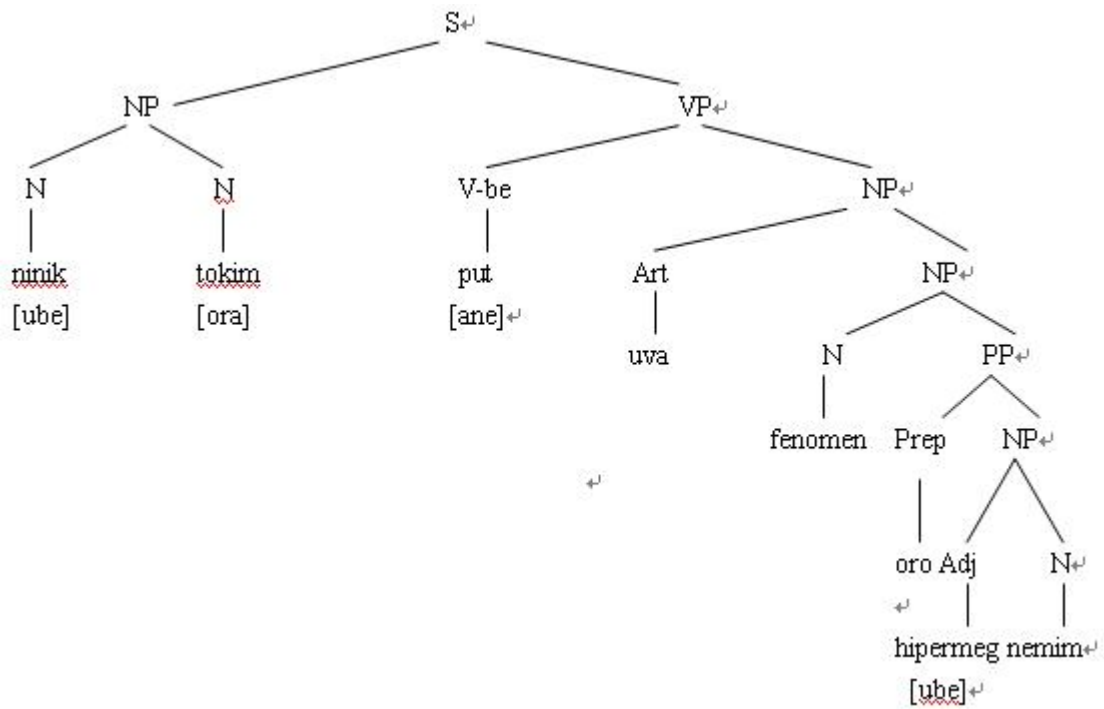 S
NP VP
N N V-be NP
ninik tokim put Art NP
[ube] [ora] [ane]
uva N PP
fenomen Prep NP
oro Adj N
hipermeg nemim
[ube]